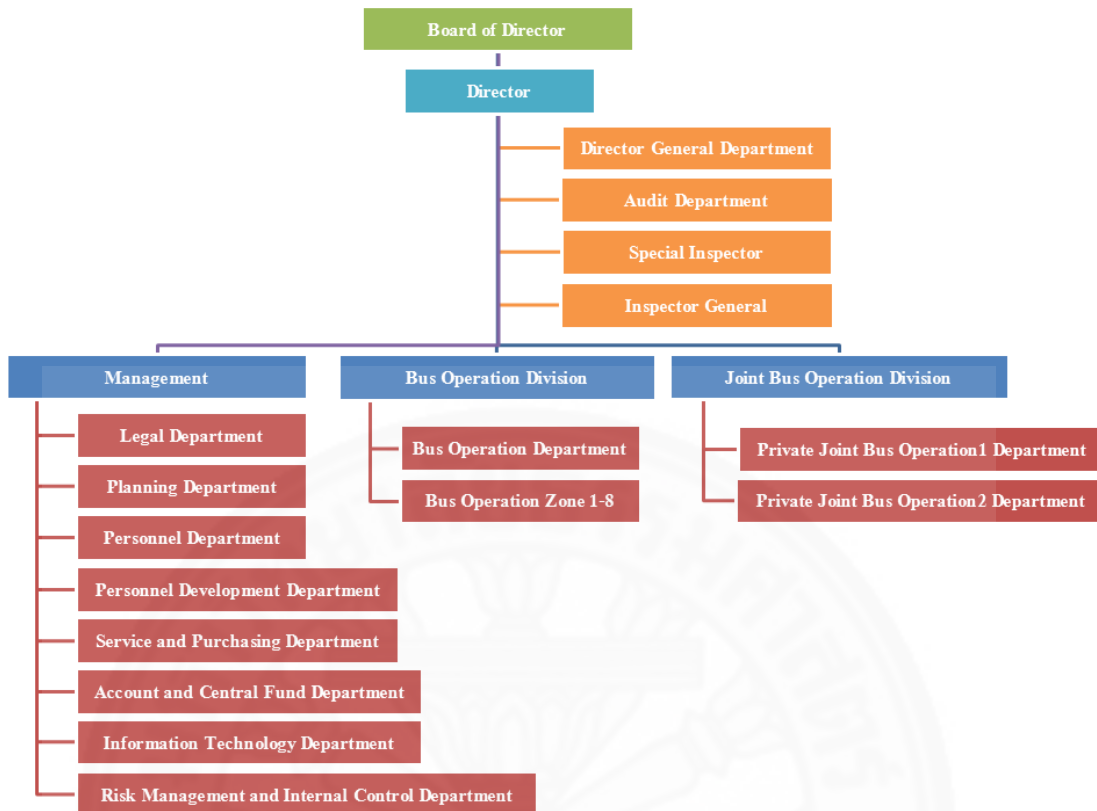 Board of Director
Director
Director General Department
Audit Department
Special Inspector
Inspector General
Management
Bus Operation Division
Joint Bus Operation Division
Legal Department
Planning Department
Personnel Department
Personnel Development Department
Service and Purchasing Department
Account and Central Fund Department
Information Technology Department
Risk Management and Internal Control Department
Bus Operation Department
Bus Operation Zone 1-8
Private Joint Bus Operation1 Department
Private Joint Bus Operation2 Department